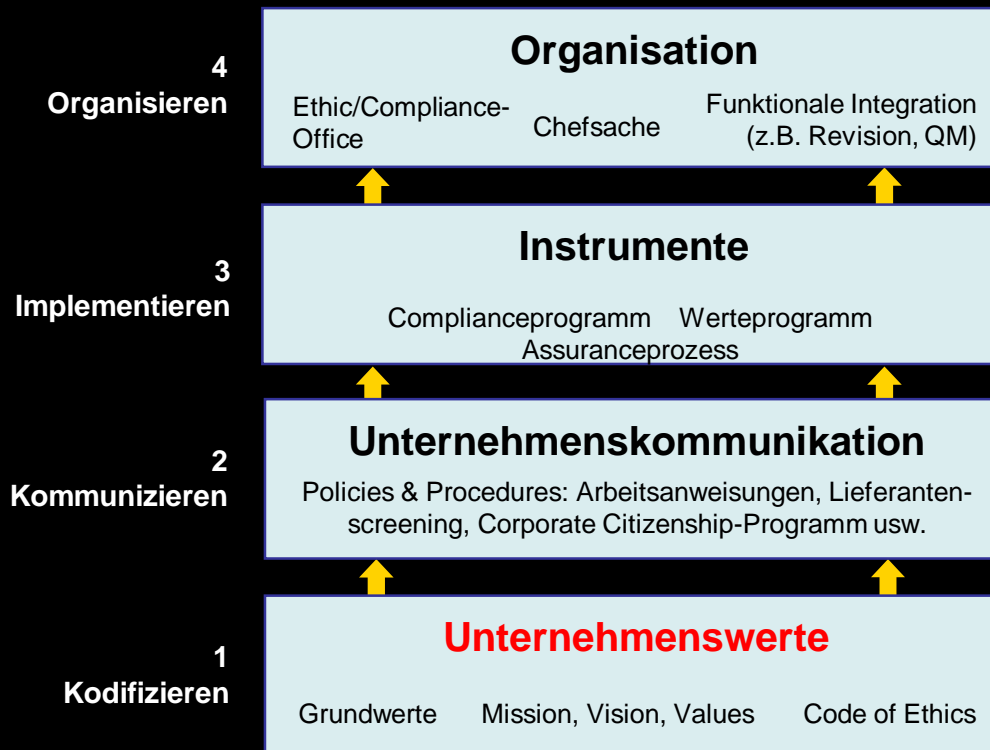 4
Organisieren
Organisation
Ethic/Compliance-
Office
Chefsache
Funktionale Integration
(z.B. Revision, QM)
3
Implementieren
Instrumente
Complianceprogramm Werteprogramm
Assuranceprozess
2
Kommunizieren
Unternehmenskommunikation
Policies & Procedures: Arbeitsanweisungen, Lieferanten-
screening, Corporate Citizenship-Programm usw.
1
Kodifizieren
Unternehmenswerte
Grundwerte Mission, Vision, Values Code of Ethics